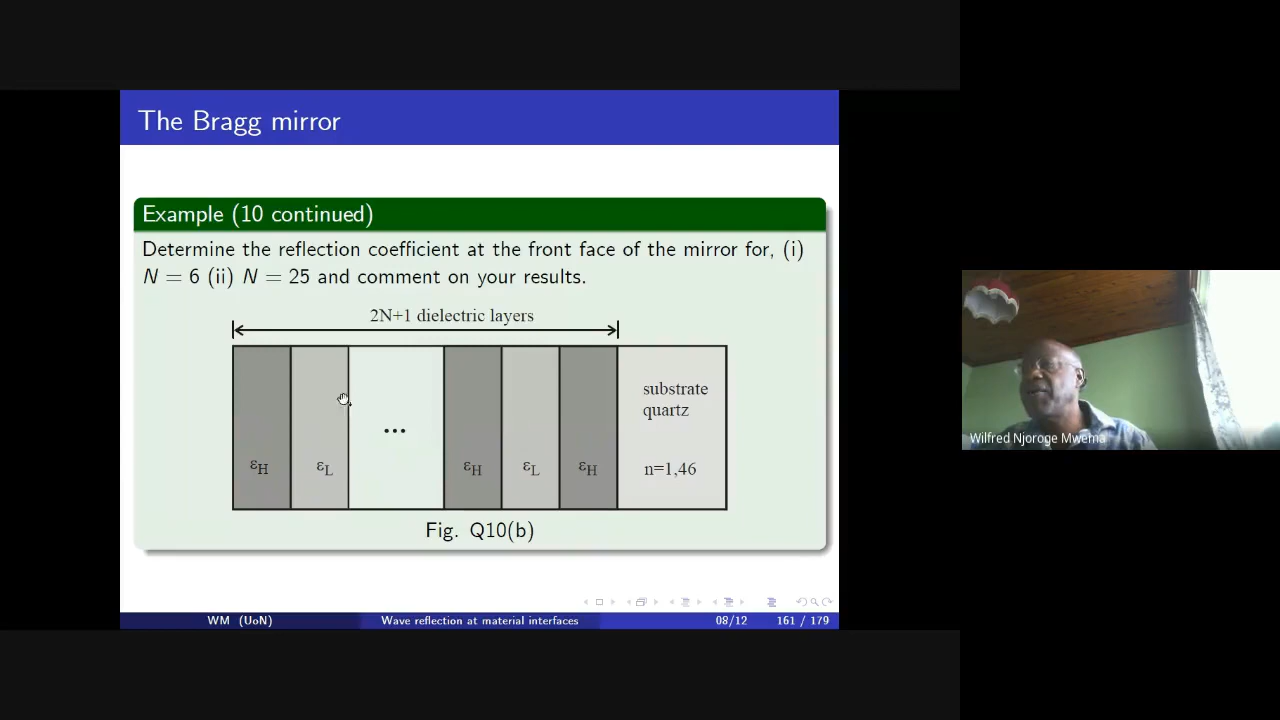 The Bragg mirror
Example (10 continued)
Determine the reflection coefficient at the front face of the mirror for, (i)
N = 6 (ii) N = 25 and comment on your results.
2N+1 dielectric layers
substrate
quartz
...
εH εL εH εL εH n=1,46
Fig. Q10(b)
Wilfred Njoroge Mwema
WM (UoN) Wave reflection at material interfaces 08/12 161 / 179